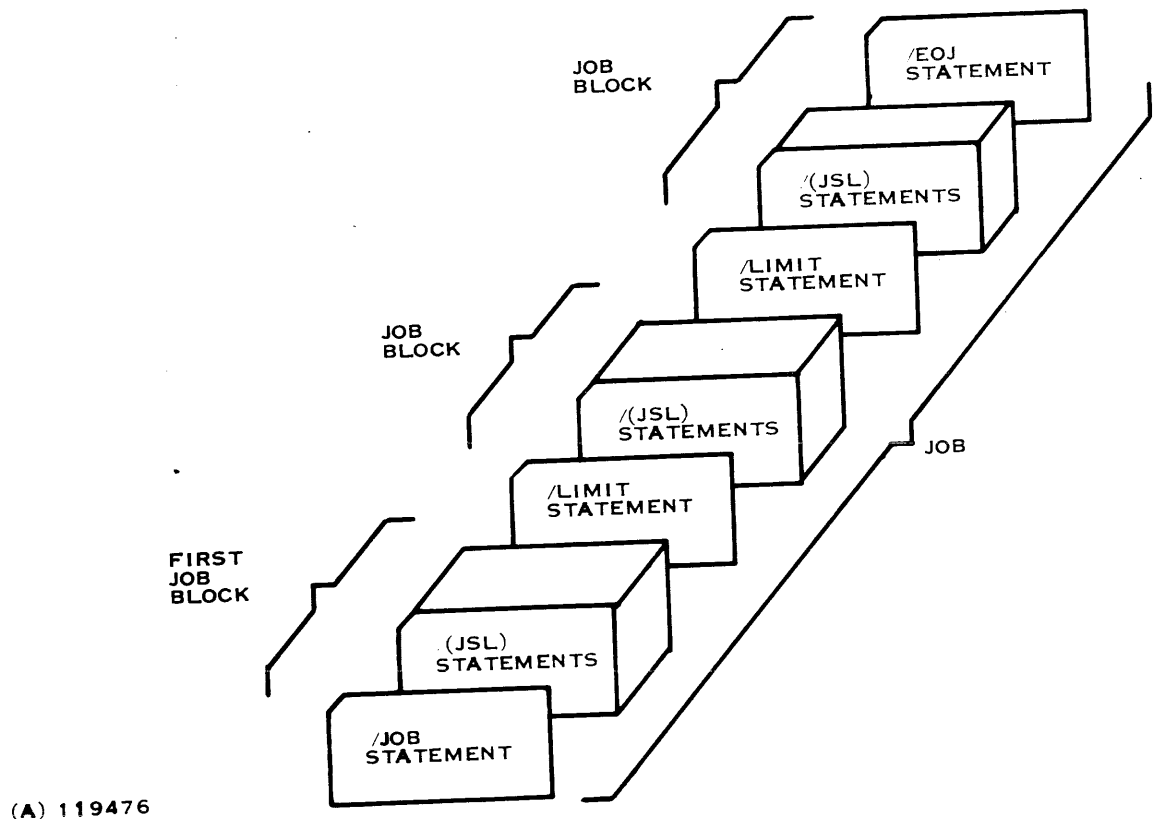 JOB
BLOCK
/EOJ
STATEMENT
/(JSL)
STATEMENTS
/LIMIT
STATEMENT
JOB
BLOCK
/(JSL)
STATEMENTS
JOB
/LIMIT
STATEMENT
FIRST
JOB
BLOCK
(JSL)
STATEMENTS
/JOB
STATEMENT
(A) 119476